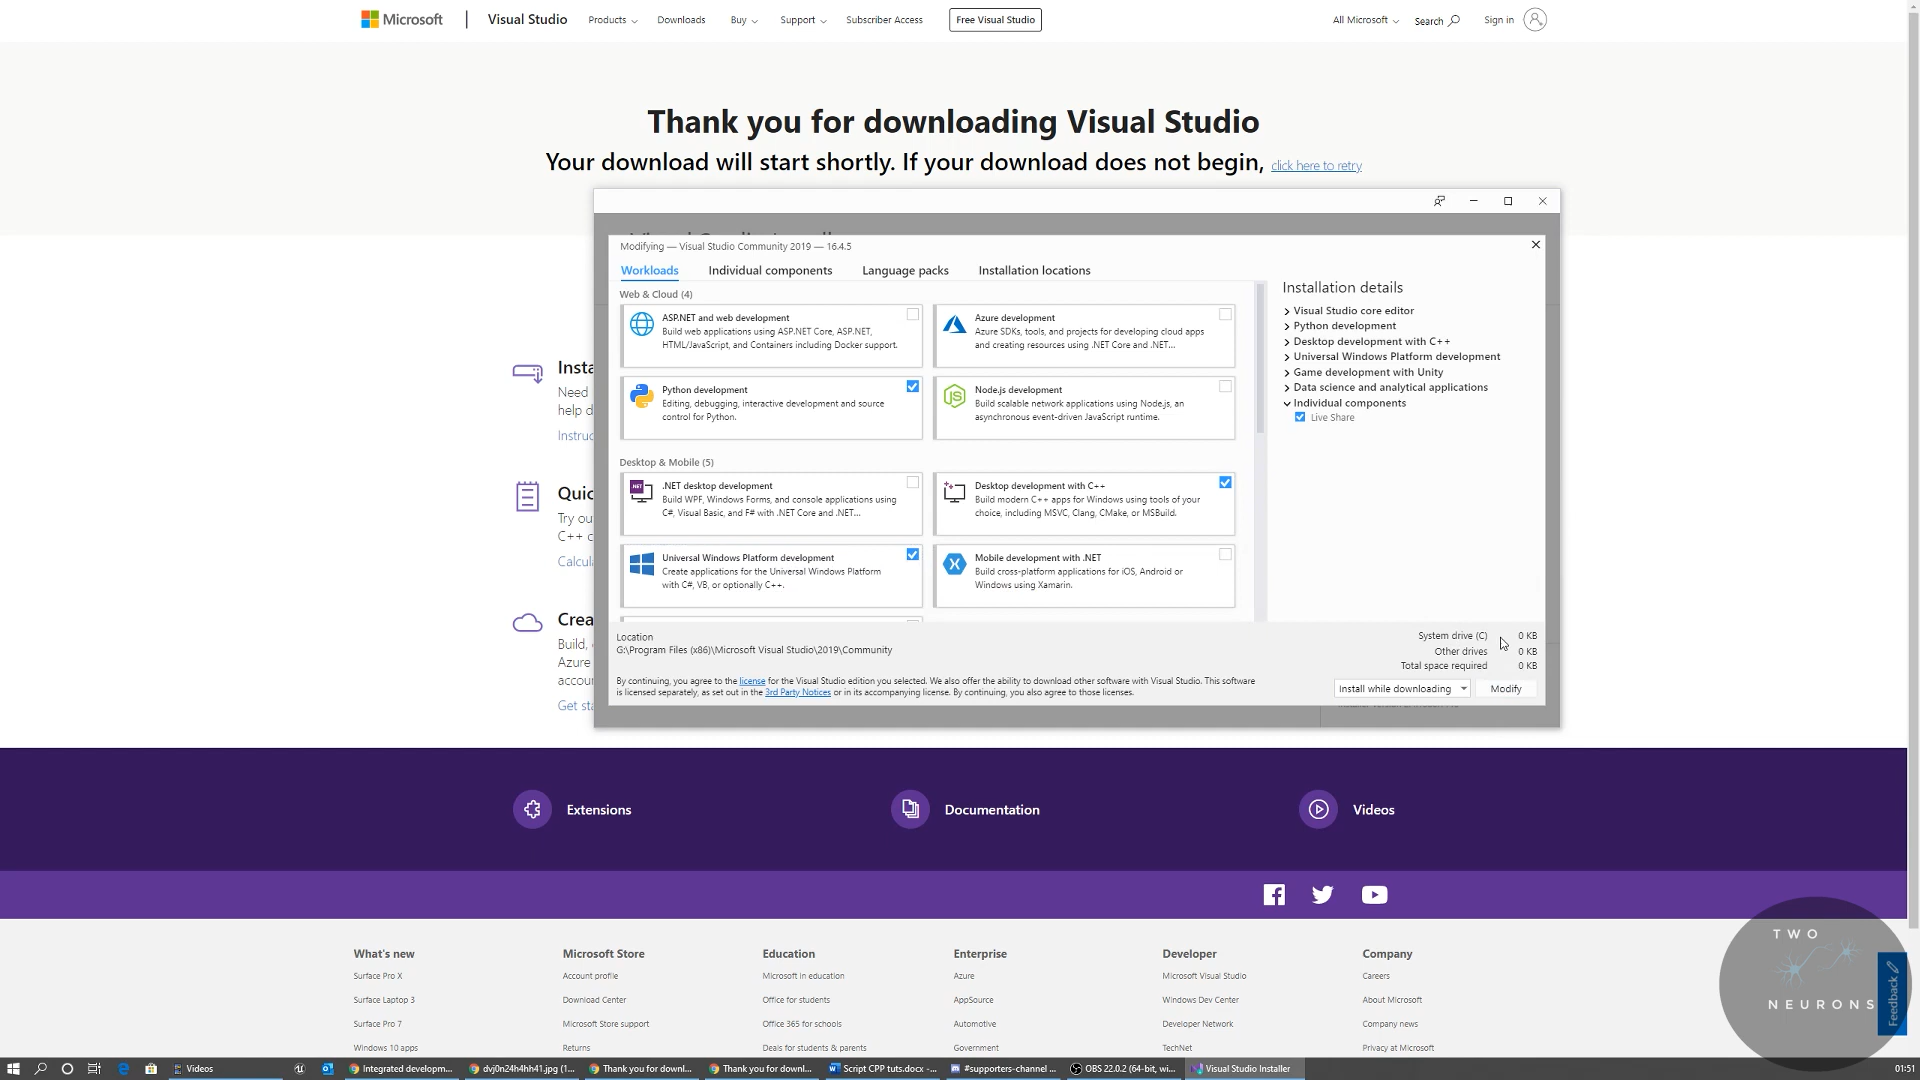 Microsoft | Visual Studio Products Downloads Buy Support Subscriber Access Free Visual Studio All Microsoft Search Sign in
Thank you for downloading Visual Studio
Your download will start shortly. If your download does not begin, click here to retry
Modifying — Visual Studio Community 2019 — 16.4.5
Workloads Individual components Language packs Installation locations
Web & Cloud (4)
ASP.NET and web development
Build web applications using ASP.NET Core, ASP.NET,
HTML/JavaScript, and Containers including Docker support.
Azure development
Azure SDKs, tools, and projects for developing cloud apps
and creating resources using .NET Core and .NET...
Python development
Editing, debugging, interactive development and source
control for Python.
Node.js development
Build scalable network applications using Node.js, an
asynchronous event-driven JavaScript runtime.
Desktop & Mobile (5)
.NET desktop development
Build WPF, Windows Forms, and console applications using
C#, Visual Basic, and F# with .NET Core and .NET...
Desktop development with C++
Build modern C++ apps for Windows using tools of your
choice, including MSVC, Clang, CMake, or MSBuild.
Universal Windows Platform development
Create applications for the Universal Windows Platform
with C#, VB, or optionally C++.
Mobile development with .NET
Build cross-platform applications for iOS, Android or
Windows using Xamarin.
Installation details
Visual Studio core editor
Python development
Desktop development with C++
Universal Windows Platform development
Game development with Unity
Data science and analytical applications
Individual components
Live Share
Location
G:\Program Files (x86)\Microsoft Visual Studio\2019\Community
System drive (C) 0 KB
Other drives 0 KB
Total space required 0 KB
By continuing, you agree to the license for the Visual Studio edition you selected. We also offer the ability to download other software with Visual Studio. This software
is licensed separately, as set out in the 3rd Party Notices or in its accompanying license. By continuing, you also agree to those licenses.
Install while downloading Modify
Insta
Need
help d
Instruc
Quic
Try ou
C++ c
Calcula
Crea
Build,
Azure
accou
Get sta
Extensions Documentation Videos
What's new
Surface Pro X
Surface Laptop 3
Surface Pro 7
Windows 10 apps
Microsoft Store
Account profile
Download Center
Microsoft Store support
Returns
Education
Microsoft in education
Office for students
Office 365 for schools
Deals for students & parents
Enterprise
Azure
AppSource
Automotive
Government
Developer
Microsoft Visual Studio
Windows Dev Center
Developer Network
TechNet
Company
Careers
About Microsoft
Company news
Privacy at Microsoft
TWO
NEURONS
Feedback
Videos Integrated developm... dvj0n24h4hh41.jpg (1... Thank you for downl... Thank you for downl... Script CPP tuts.docx -... #supporters-channel ... OBS 22.0.2 (64-bit, wi... Visual Studio Installer 01:51